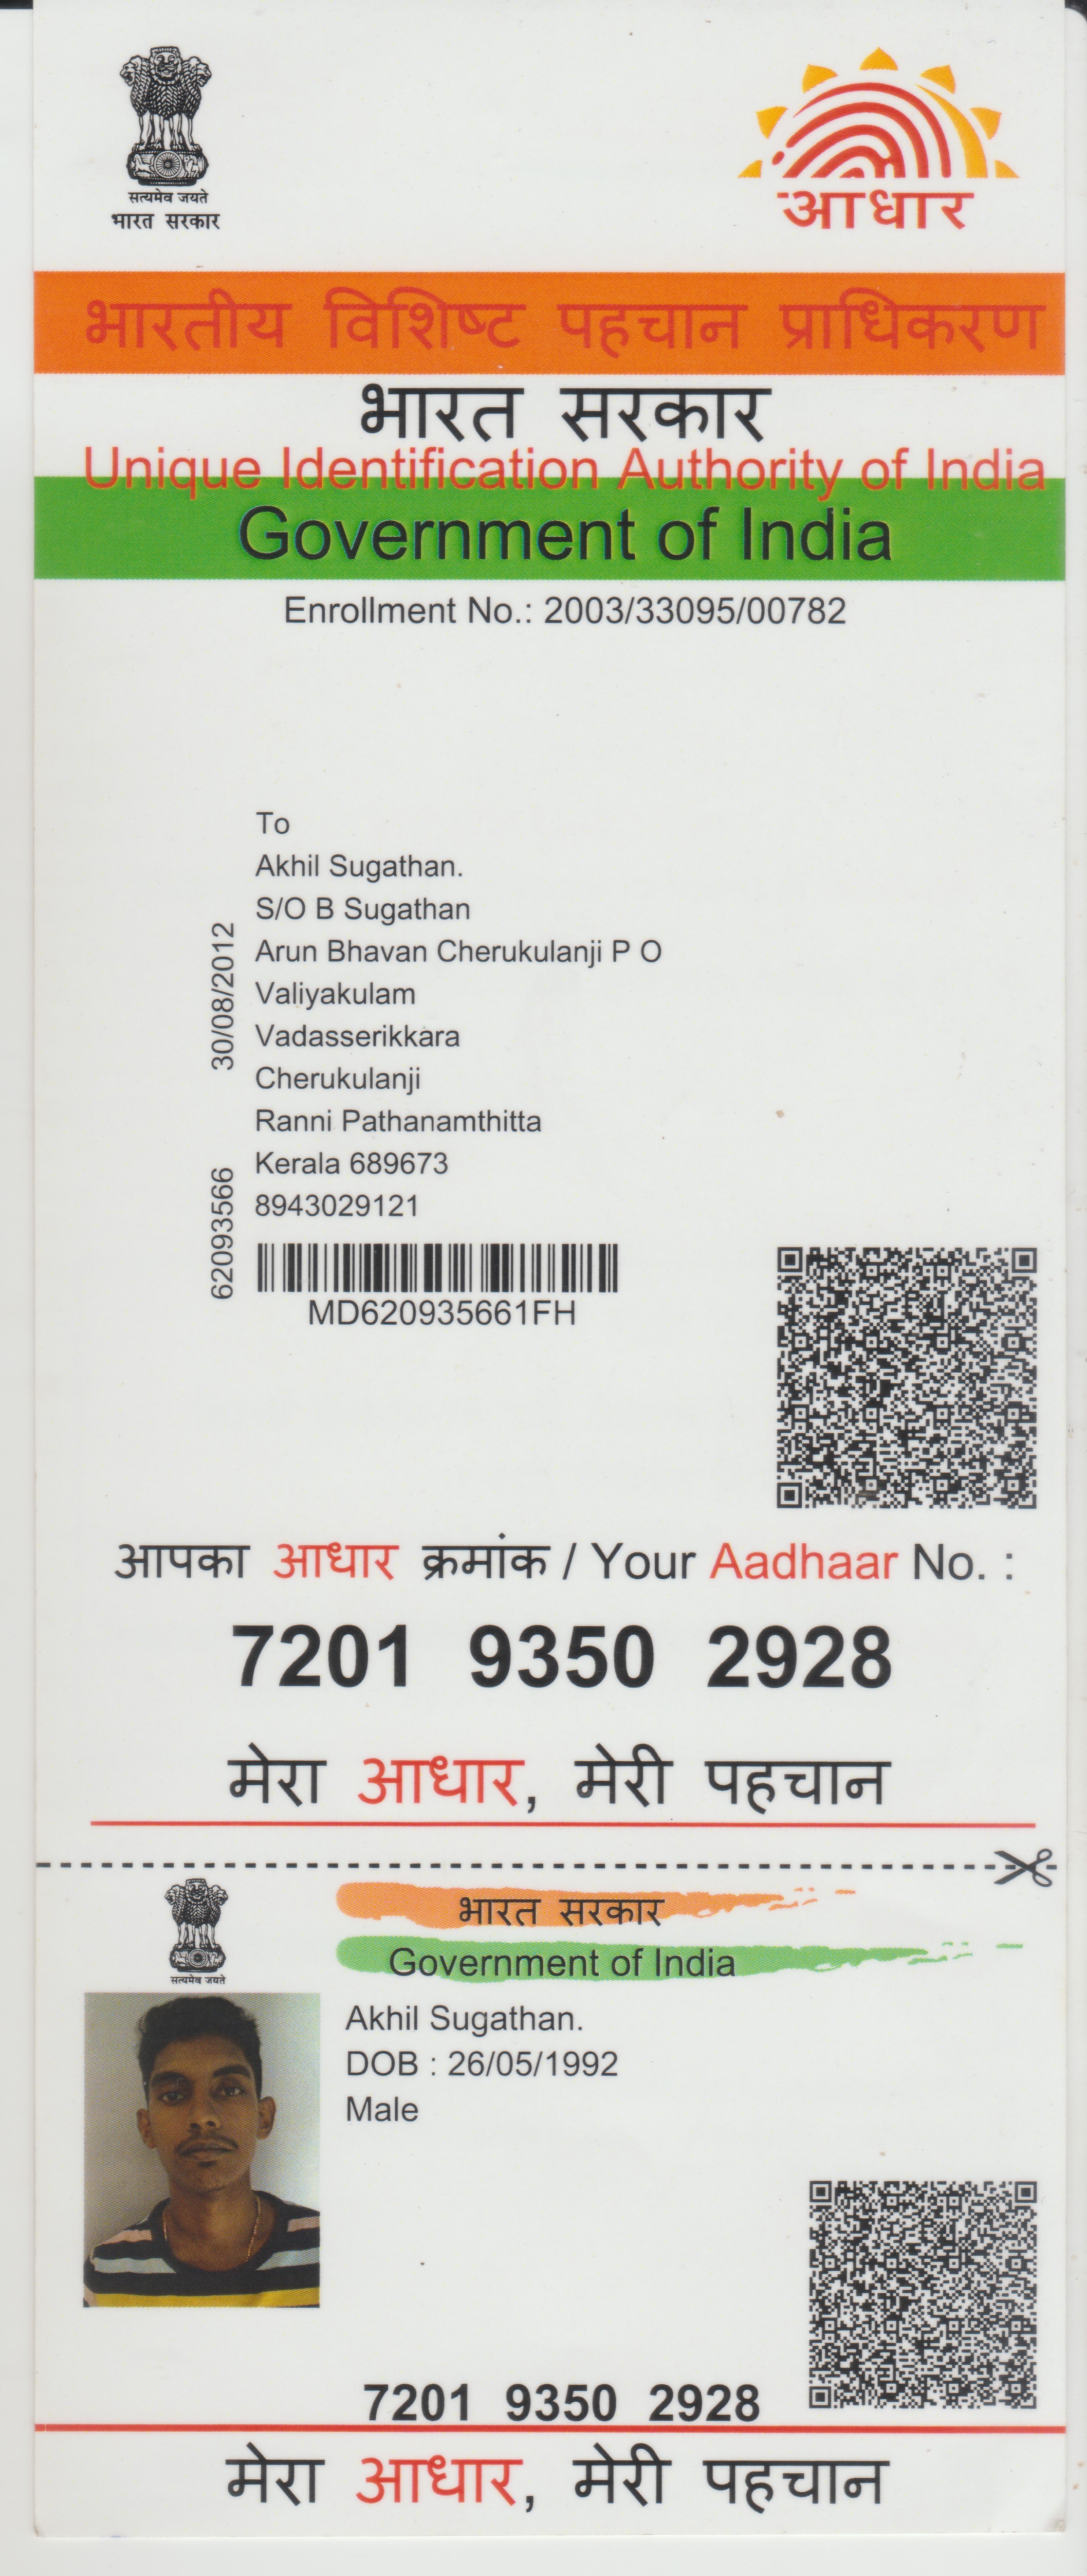 सत्यमेव जयते
भारत सरकार
आधार
भारतीय विशिष्ट पहचान प्राधिकरण
भारत सरकार
Unique Identification Authority of India
Government of India
Enrollment No.: 2003/33095/00782
To
Akhil Sugathan.
S/O B Sugathan
Arun Bhavan Cherukulanji P O
Valiyakulam
Vadasserikkara
Cherukulanji
Ranni Pathanamthitta
Kerala 689673
8943029121
30/08/2012
62093566
MD620935661FH
आपका आधार क्रमांक / Your Aadhaar No. :
7201 9350 2928
मेरा आधार, मेरी पहचान
सत्यमेव जयते
भारत सरकार
Government of India
Akhil Sugathan.
DOB : 26/05/1992
Male
7201 9350 2928
मेरा आधार, मेरी पहचान